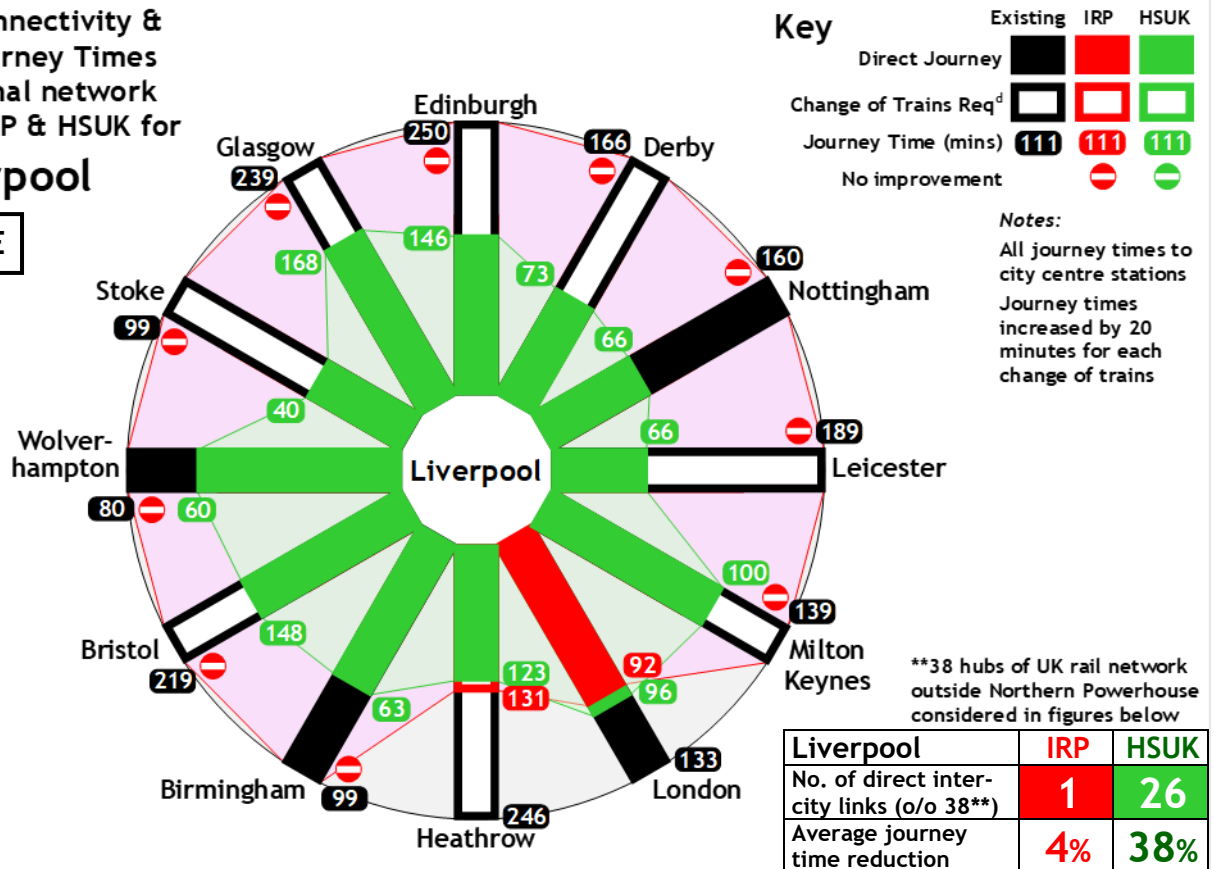 nnectivity &
rney Times
nal network
P & HSUK for
rpool
E
Key
Existing IRP HSUK
Direct Journey
Change of Trains Reqd
Journey Time (mins) 111 111 111
No improvement
Notes:
All journey times to
city centre stations
Journey times
increased by 20
minutes for each
change of trains
Edinburgh
250
146
Derby
166
73
Nottingham
160
66
Leicester
189
66
Milton
Keynes
139
100
London
133
92
96
Heathrow
246
123
131
Birmingham
99
63
Bristol
219
148
Wolver-
hampton
80
60
Stoke
99
40
Glasgow
239
168
Liverpool
**38 hubs of UK rail network
outside Northern Powerhouse
considered in figures below
Liverpool IRP HSUK
No. of direct inter-
city links (o/o 38**) 1 26
Average journey
time reduction 4% 38%